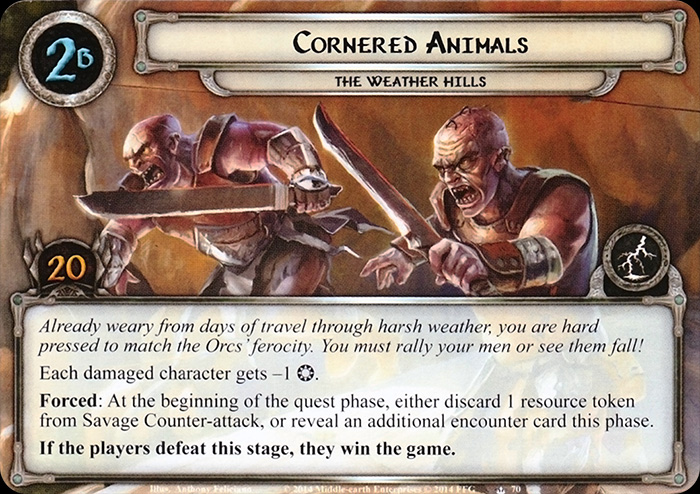 2B
CORNERED ANIMALS
THE WEATHER HILLS
20
Already weary from days of travel through harsh weather, you are hard
pressed to match the Orcs' ferocity. You must rally your men or see them fall!
Each damaged character gets –1 .
Forced: At the beginning of the quest phase, either discard 1 resource token
from Savage Counter-attack, or reveal an additional encounter card this phase.
If the players defeat this stage, they win the game.
Illus. Anthony Feliciano © 2014 Middle-earth Enterprises © 2014 FFG 70